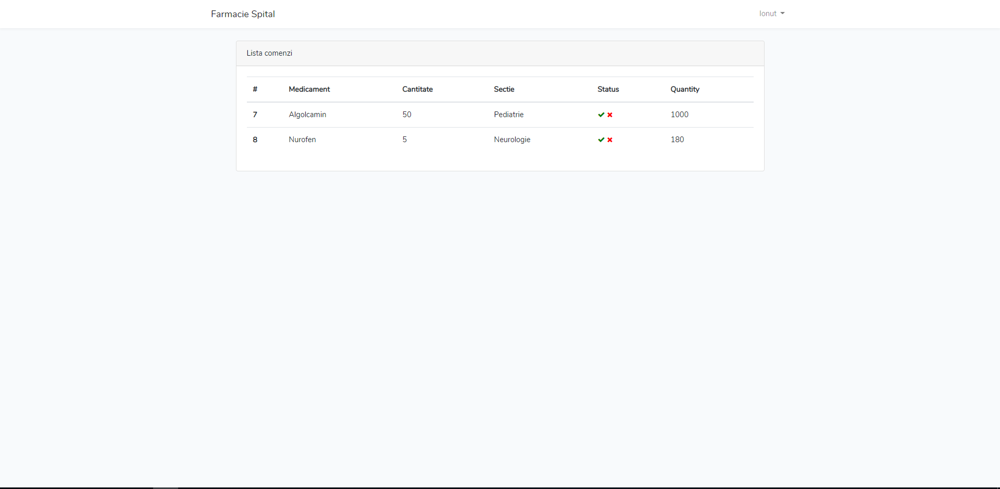 Farmacie Spital Ionut
Lista comenzi
# Medicament Cantitate Sectie Status Quantity
7 Algolcamin 50 Pediatrie 1000
8 Nurofen 5 Neurologie 180